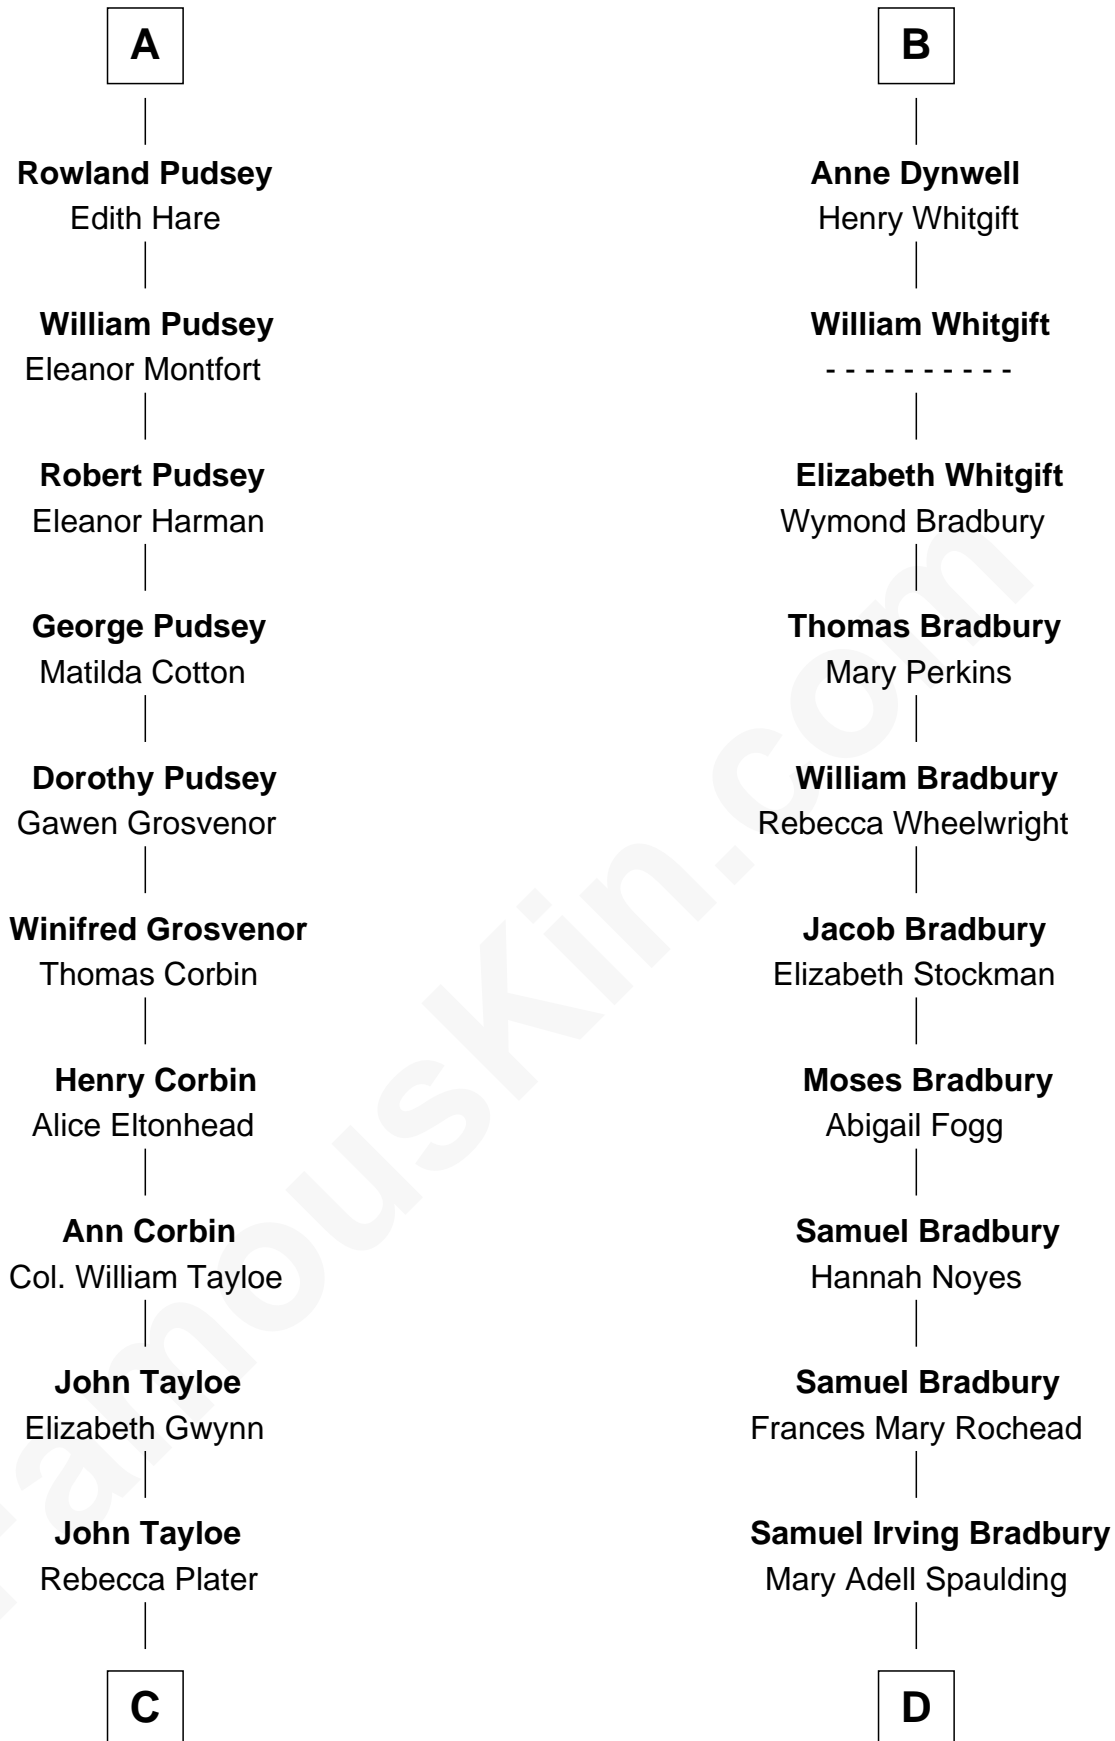 A
Rowland Pudsey
Edith Hare
William Pudsey
Eleanor Montfort
Robert Pudsey
Eleanor Harman
George Pudsey
Matilda Cotton
Dorothy Pudsey
Gawen Grosvenor
Winifred Grosvenor
Thomas Corbin
Henry Corbin
Alice Eltonhead
Ann Corbin
Col. William Tayloe
John Tayloe
Elizabeth Gwynn
John Tayloe
Rebecca Plater
C
B
Anne Dynwell
Henry Whitgift
William Whitgift
- - - - - - - - - -
Elizabeth Whitgift
Wymond Bradbury
Thomas Bradbury
Mary Perkins
William Bradbury
Rebecca Wheelwright
Jacob Bradbury
Elizabeth Stockman
Moses Bradbury
Abigail Fogg
Samuel Bradbury
Hannah Noyes
Samuel Bradbury
Frances Mary Rochead
Samuel Irving Bradbury
Mary Adell Spaulding
D
FamousKin.com